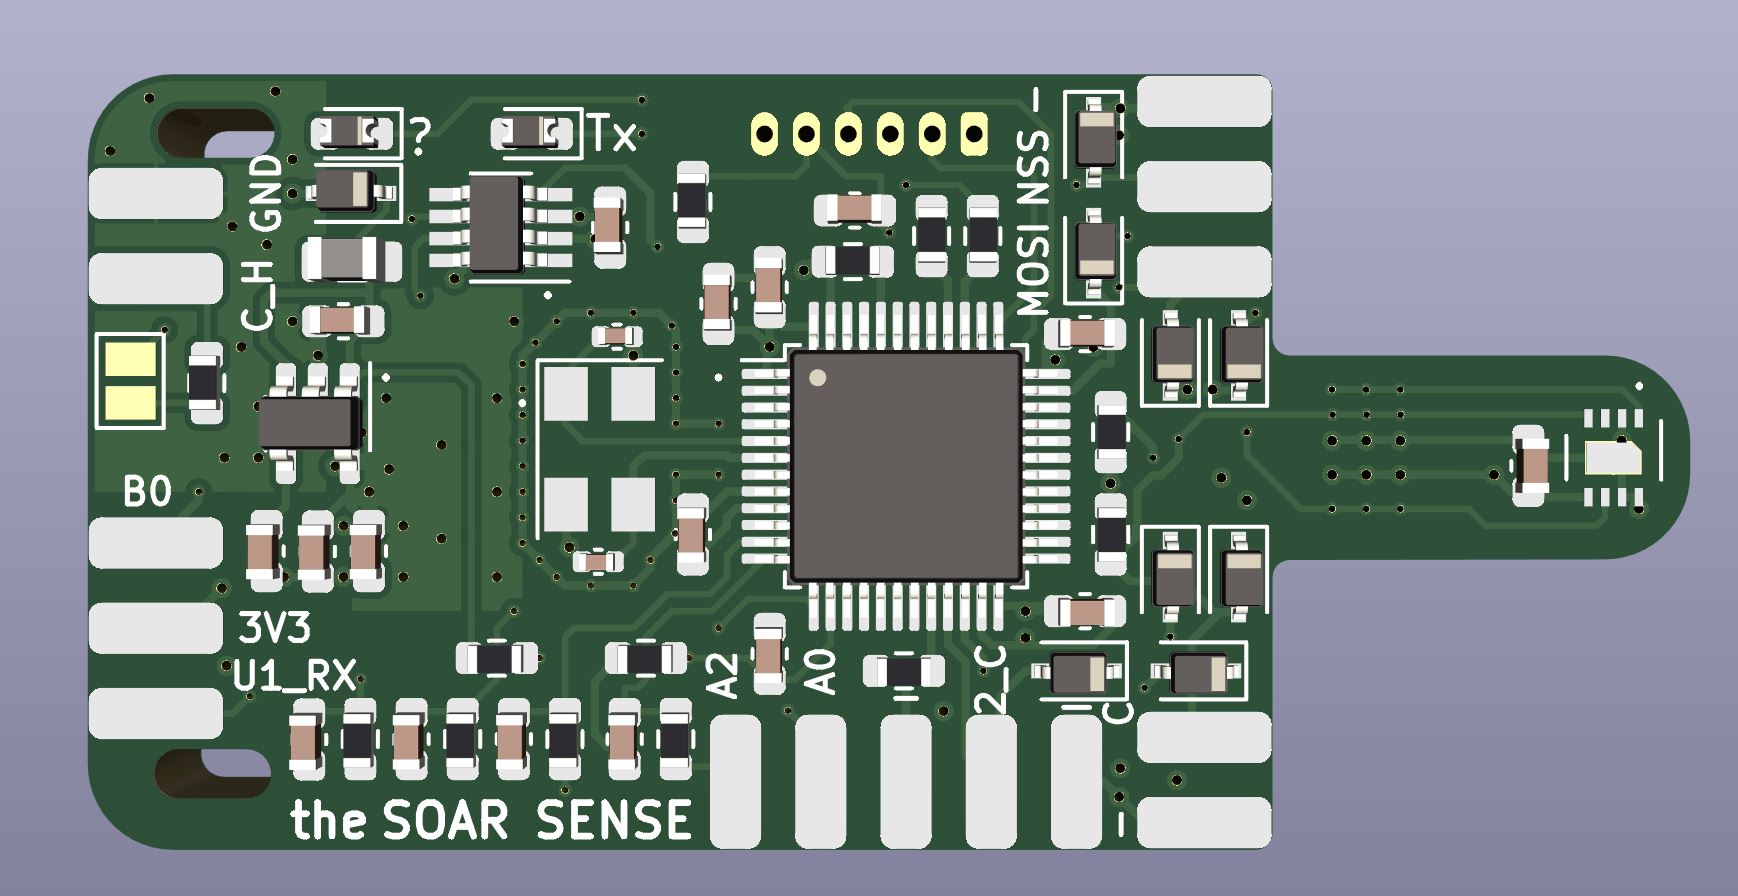 ?
Tx
GND
C_H
MOSI NSS
B0
3V3
U1_RX
A2
A0
2_C
C
the SOAR SENSE